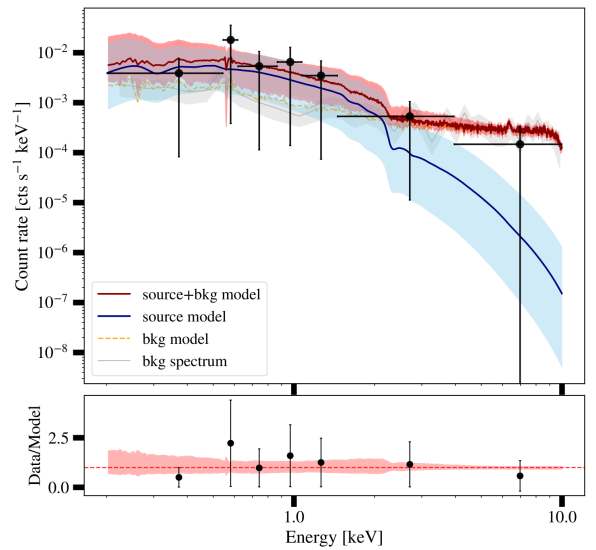 Count rate [cts s⁻¹ keV⁻¹]
10⁻²
10⁻³
10⁻⁴
10⁻⁵
10⁻⁶
10⁻⁷
10⁻⁸
source+bkg model
source model
bkg model
bkg spectrum
Data/Model
2.5
0.0
1.0
10.0
Energy [keV]